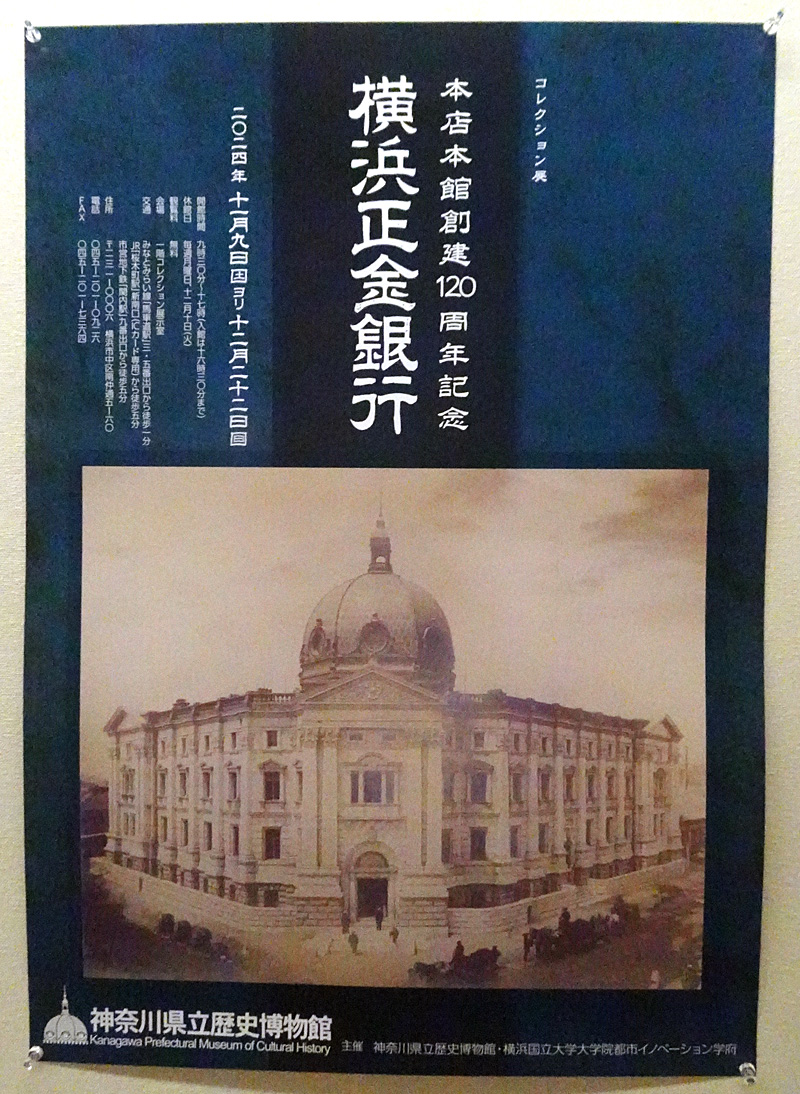 コレクション展
本店本館創建120周年記念
横浜正金銀行
二〇二四年 十一月九日土ヨリ十二月二十二日日
開館時間 九時三〇分ー十七時(入館は十六時三〇分まで)
休館日 毎週月曜日、十二月十日(火)
観覧料 無料
会場 一階コレクション展示室
交通 みなとみらい線「馬車道駅」三・五番出口から徒歩一分
JR「桜木町駅」新南口(ICカード専用)から徒歩五分
市営地下鉄「関内駅」九番出口から徒歩五分
住所 〒二三一ー〇〇〇六 横浜市中区南仲通五ー六〇
電話 〇四五ー二〇一ー〇九二六
FAX 〇四五ー二〇一ー七三六四
神奈川県立歴史博物館
Kanagawa Prefectural Museum of Cultural History
主催 神奈川県立歴史博物館・横浜国立大学大学院都市イノベーション学府